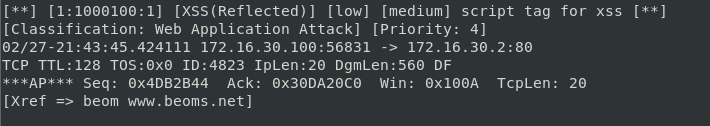 [**] [1:1000100:1] [XSS(Reflected)] [low] [medium] script tag for xss [**]
[Classification: Web Application Attack] [Priority: 4]
02/27-21:43:45.424111 172.16.30.100:56831 -> 172.16.30.2:80
TCP TTL:128 TOS:0x0 ID:4823 IpLen:20 DgmLen:560 DF
***AP*** Seq: 0x4DB2B44  Ack: 0x30DA20C0  Win: 0x100A  TcpLen: 20
[Xref => beom www.beoms.net]